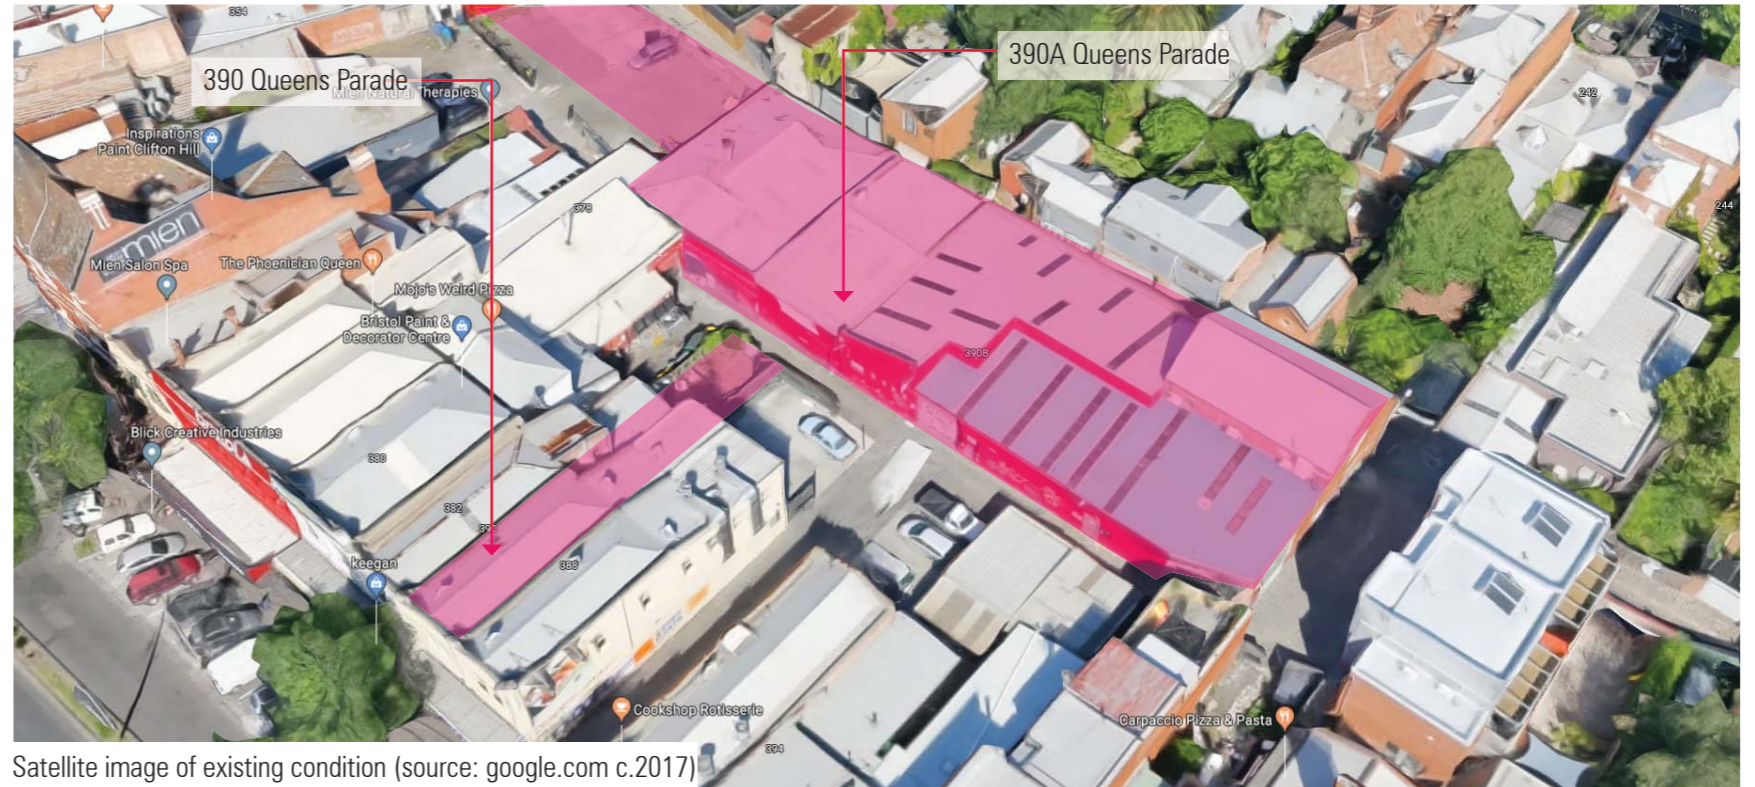 354
390 Queens Parade
390A Queens Parade
Mien Natural Therapies
242
Inspirations
Paint Clifton Hill
378
244
mien
Mien Salon Spa
The Phoenician Queen
Mojo's Weird Pizza
Bristol Paint &
Decorator Centre
390B
Blick Creative Industries
380
382
390
386
keegan
Cookshop Rotisserie
Carpaccio Pizza & Pasta
394
Satellite image of existing condition (source: google.com c.2017)